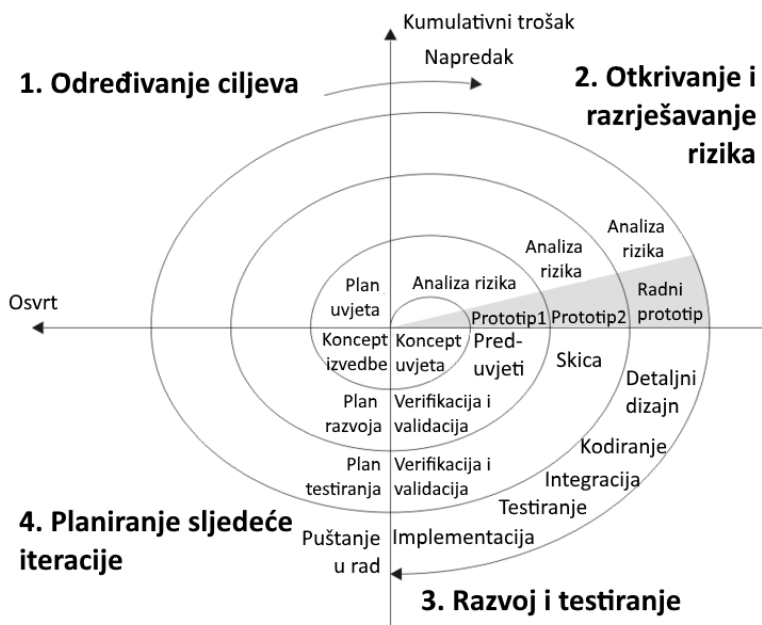 Kumulativni trošak
Napredak
1. Određivanje ciljeva
2. Otkrivanje i
razrješavanje
rizika
Analiza
rizika
Analiza
rizika
Analiza rizika
Plan
uvjeta
Radni
prototip
Osvrt
Prototip1
Prototip2
Koncept
izvedbe
Koncept
uvjeta
Pred-
uvjeti
Skica
Detaljni
dizajn
Plan
razvoja
Verifikacija i
validacija
Kodiranje
Plan
testiranja
Verifikacija i
validacija
Integracija
Testiranje
4. Planiranje sljedeće
iteracije
Puštanje
u rad
Implementacija
3. Razvoj i testiranje